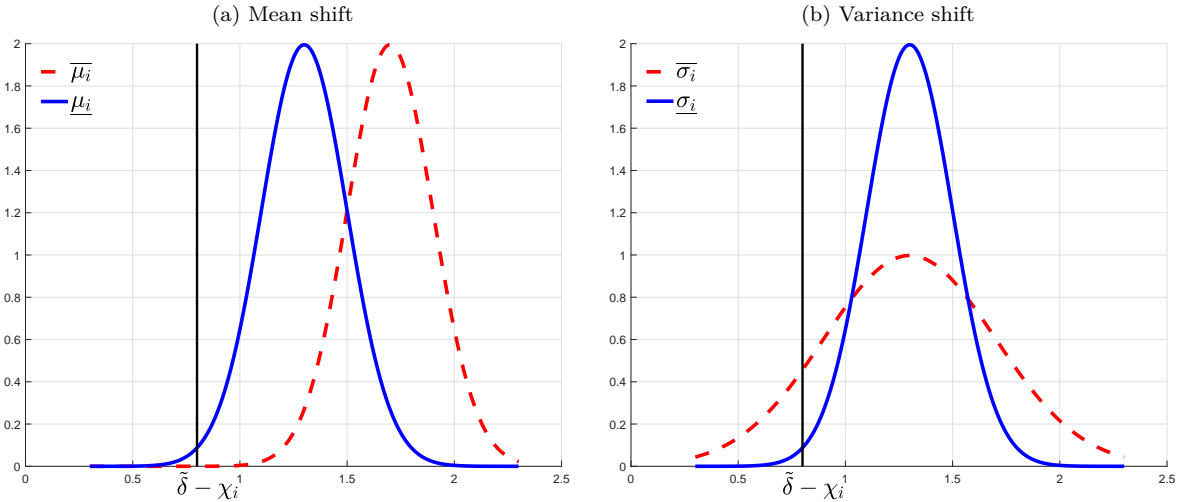 (a) Mean shift
2
1.8
1.6
1.4
1.2
1
0.8
0.6
0.4
0.2
0
0 0.5 1 1.5 2 2.5
$\overline{\mu_i}$
$\underline{\mu_i}$
$\tilde{\delta} - \chi_i$
(b) Variance shift
2
1.8
1.6
1.4
1.2
1
0.8
0.6
0.4
0.2
0
0 0.5 1 1.5 2 2.5
$\overline{\sigma_i}$
$\underline{\sigma_i}$
$\tilde{\delta} - \chi_i$